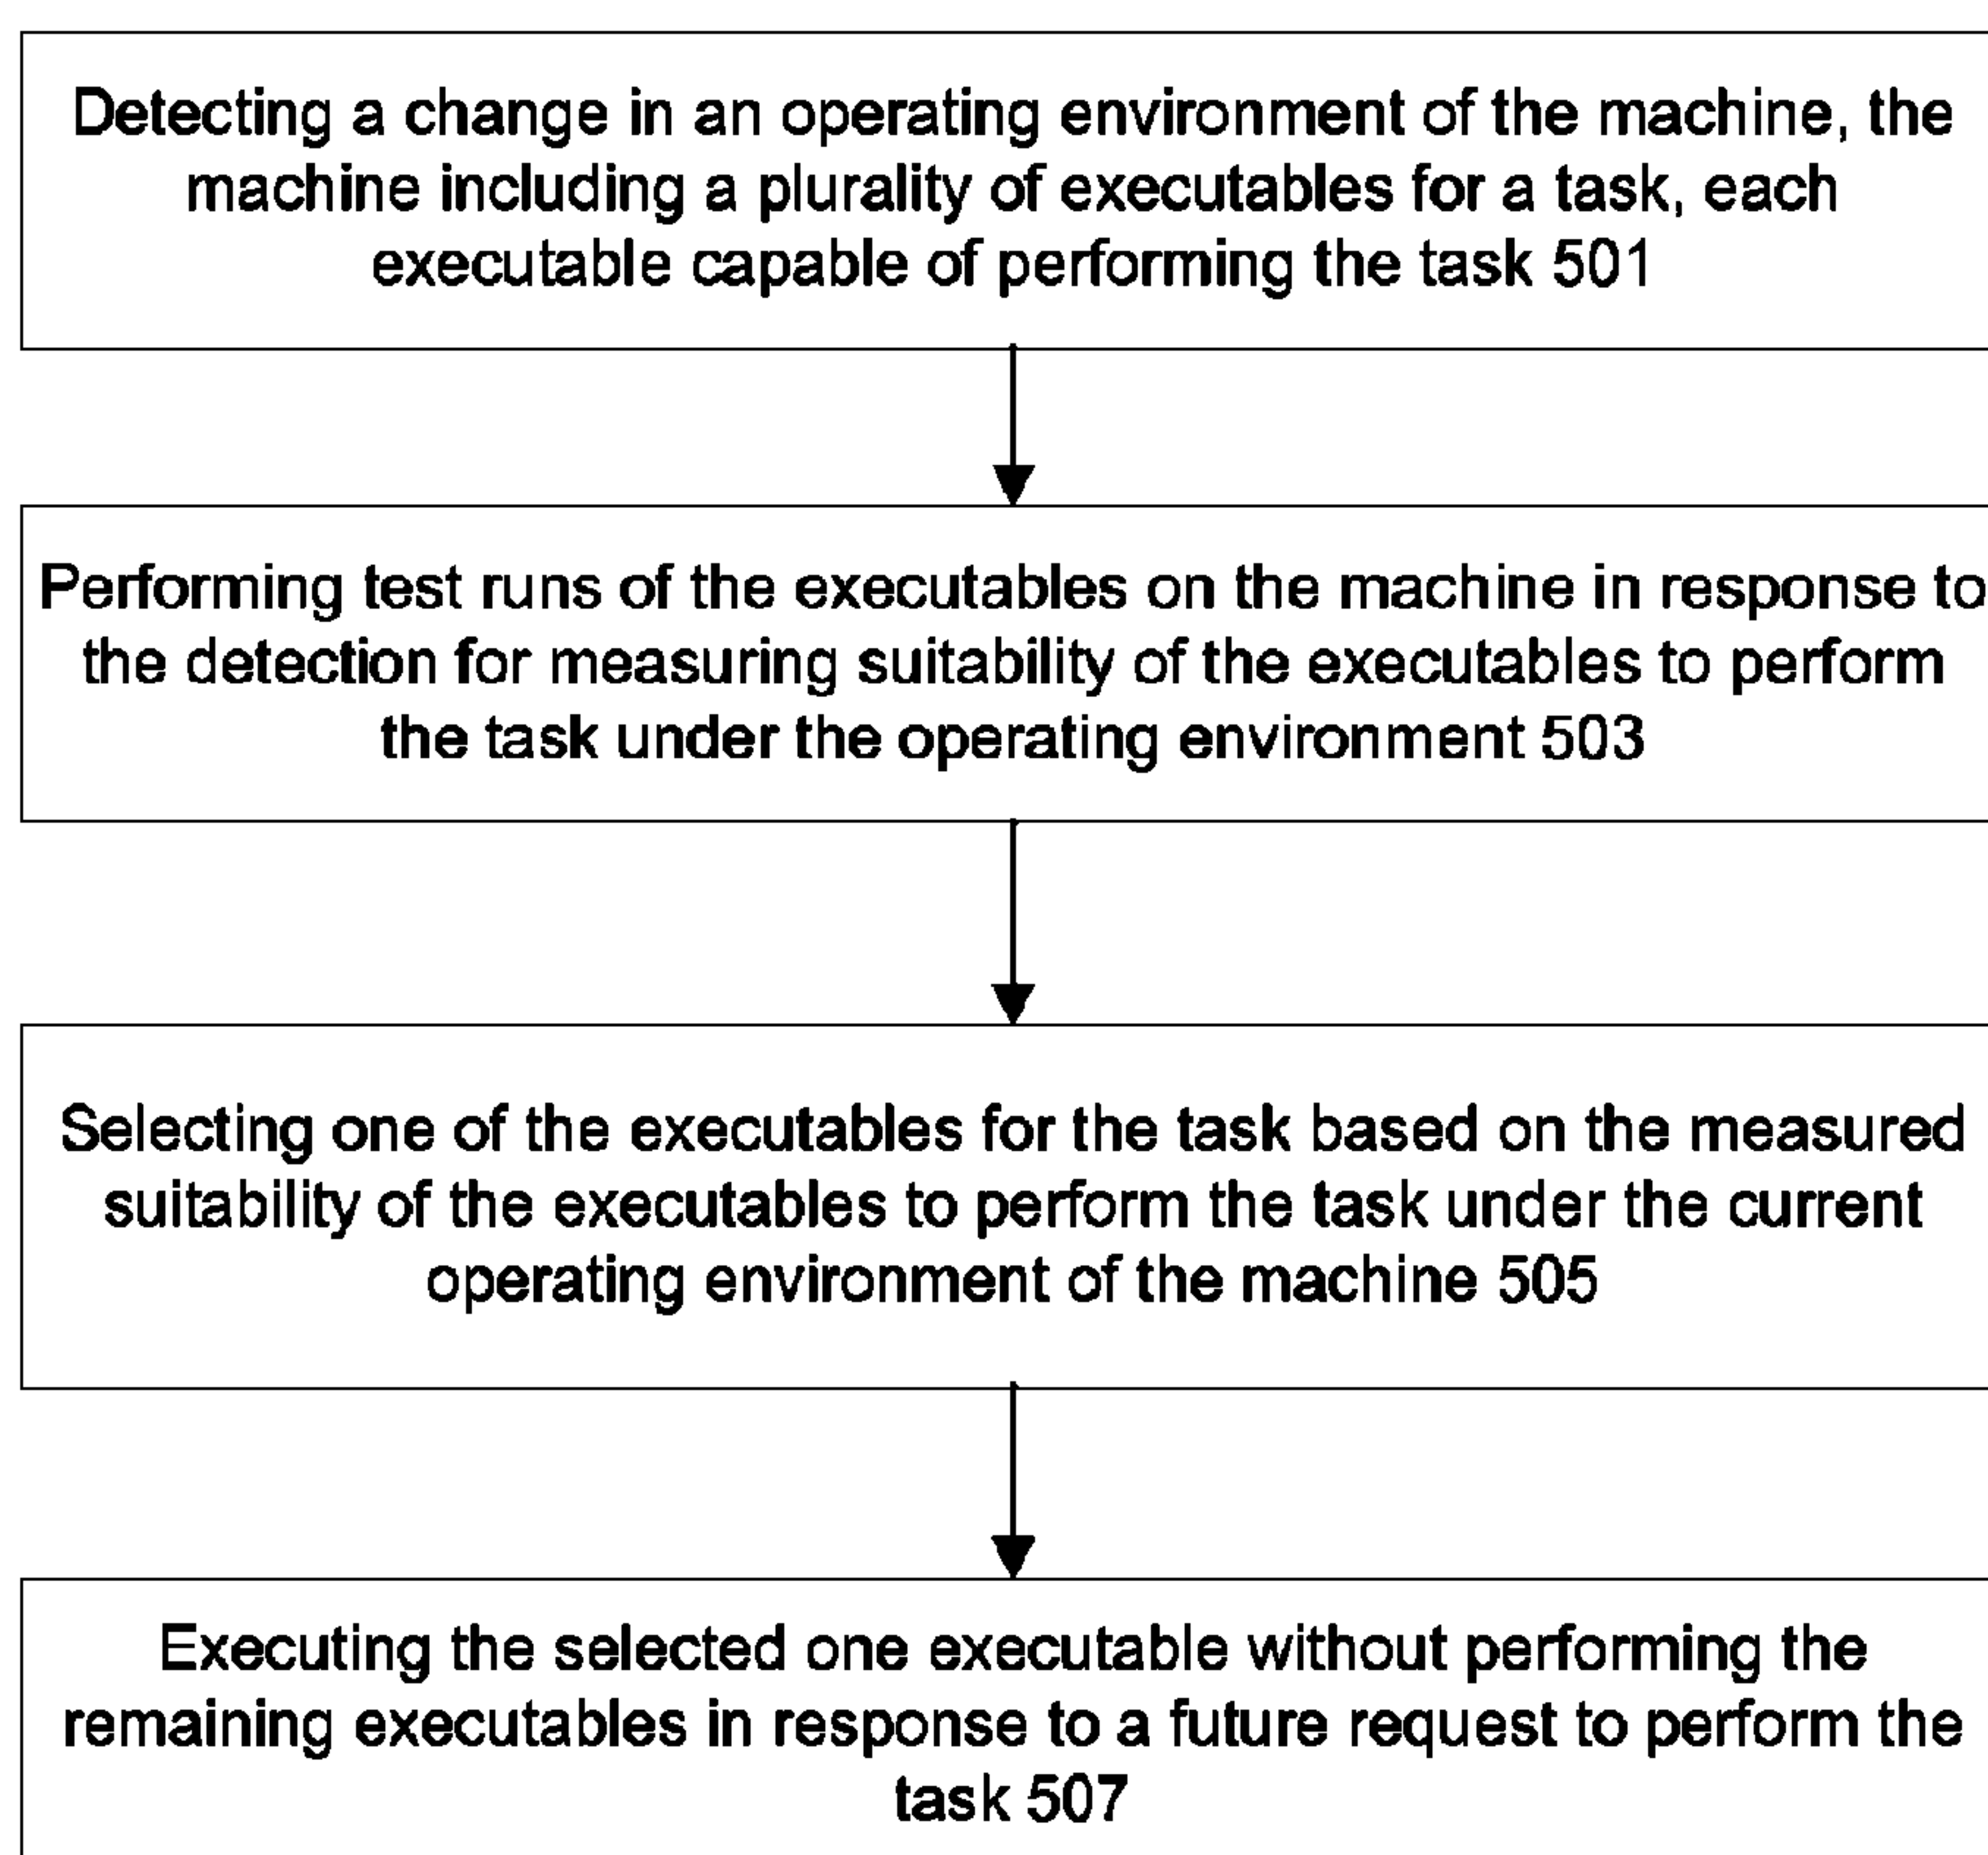 Detecting a change in an operating environment of the machine, the
machine including a plurality of executables for a task, each
executable capable of performing the task 501
Performing test runs of the executables on the machine in response to
the detection for measuring suitability of the executables to perform
the task under the operating environment 503
Selecting one of the executables for the task based on the measured
suitability of the executables to perform the task under the current
operating environment of the machine 505
Executing the selected one executable without performing the
remaining executables in response to a future request to perform the
task 507